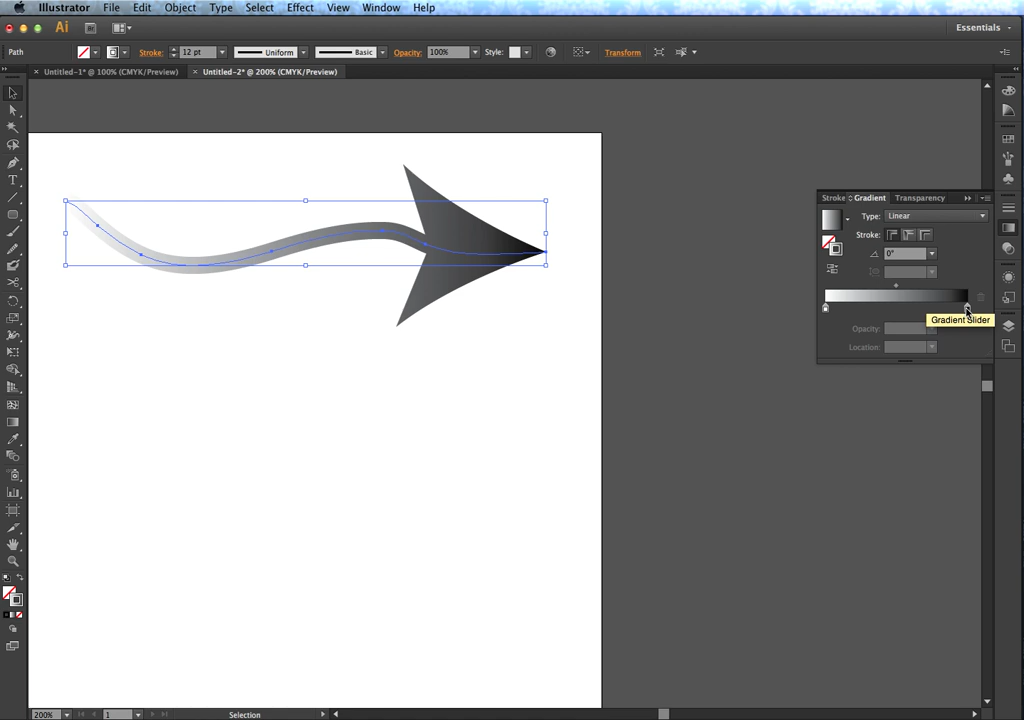 Illustrator File Edit Object Type Select Effect View Window Help
Ai Essentials
Path Stroke: 12 pt Uniform Basic Opacity: 100% Style: Transform
× Untitled-1* @ 100% (CMYK/Preview) × Untitled-2* @ 200% (CMYK/Preview)
Stroke Gradient Transparency
Type: Linear
Stroke:
0°
Gradient Slider
Opacity:
Location:
T
200% 1 Selection